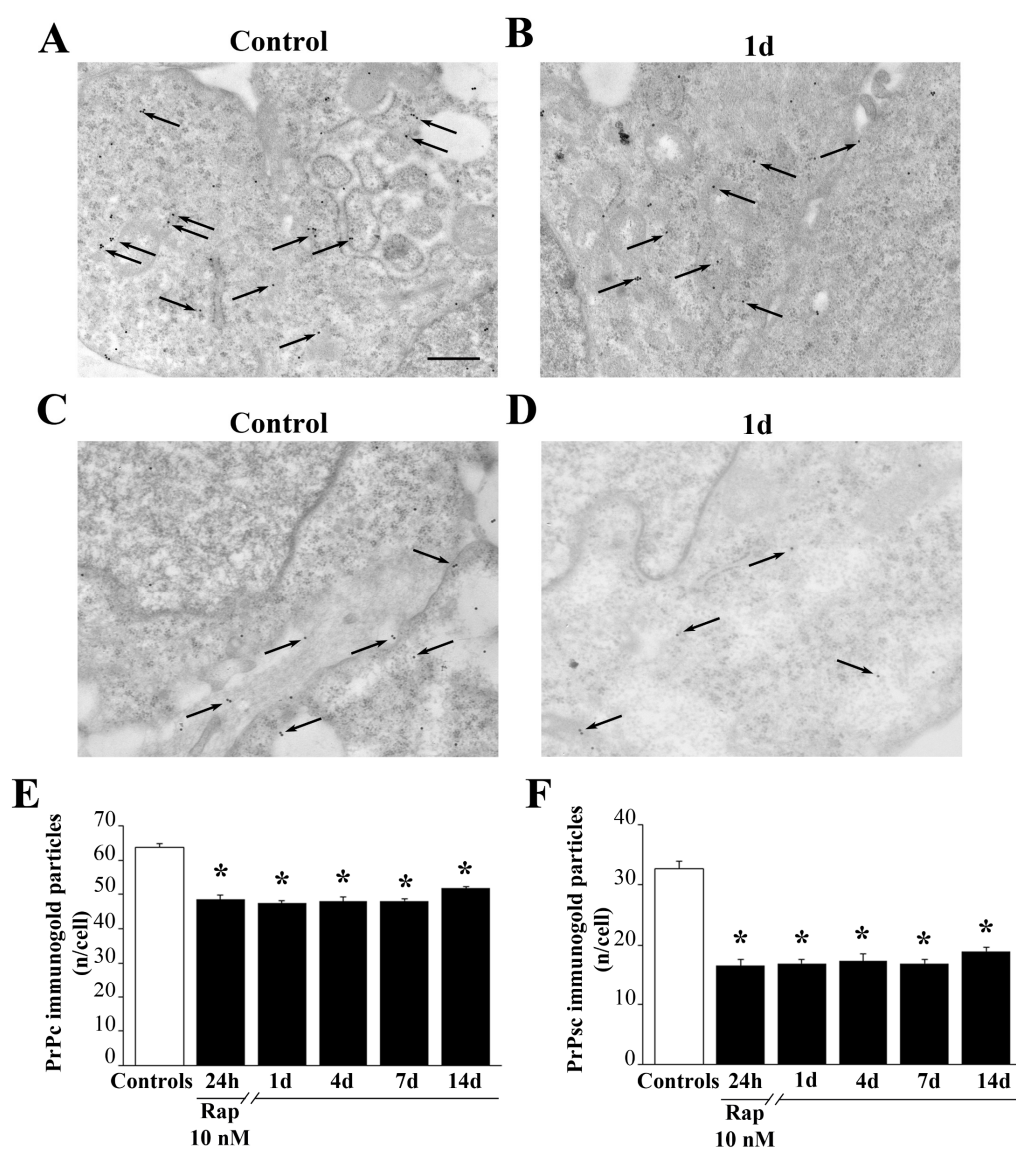 A
Control
B
1d
C
Control
D
1d
E
PrPc immunogold particles
(n/cell)
70
60
50
40
30
20
10
0
* * * * *
Controls 24h 1d 4d 7d 14d
Rap
10 nM
F
PrPsc immunogold particles
(n/cell)
40
30
20
10
0
* * * * *
Controls 24h 1d 4d 7d 14d
Rap
10 nM